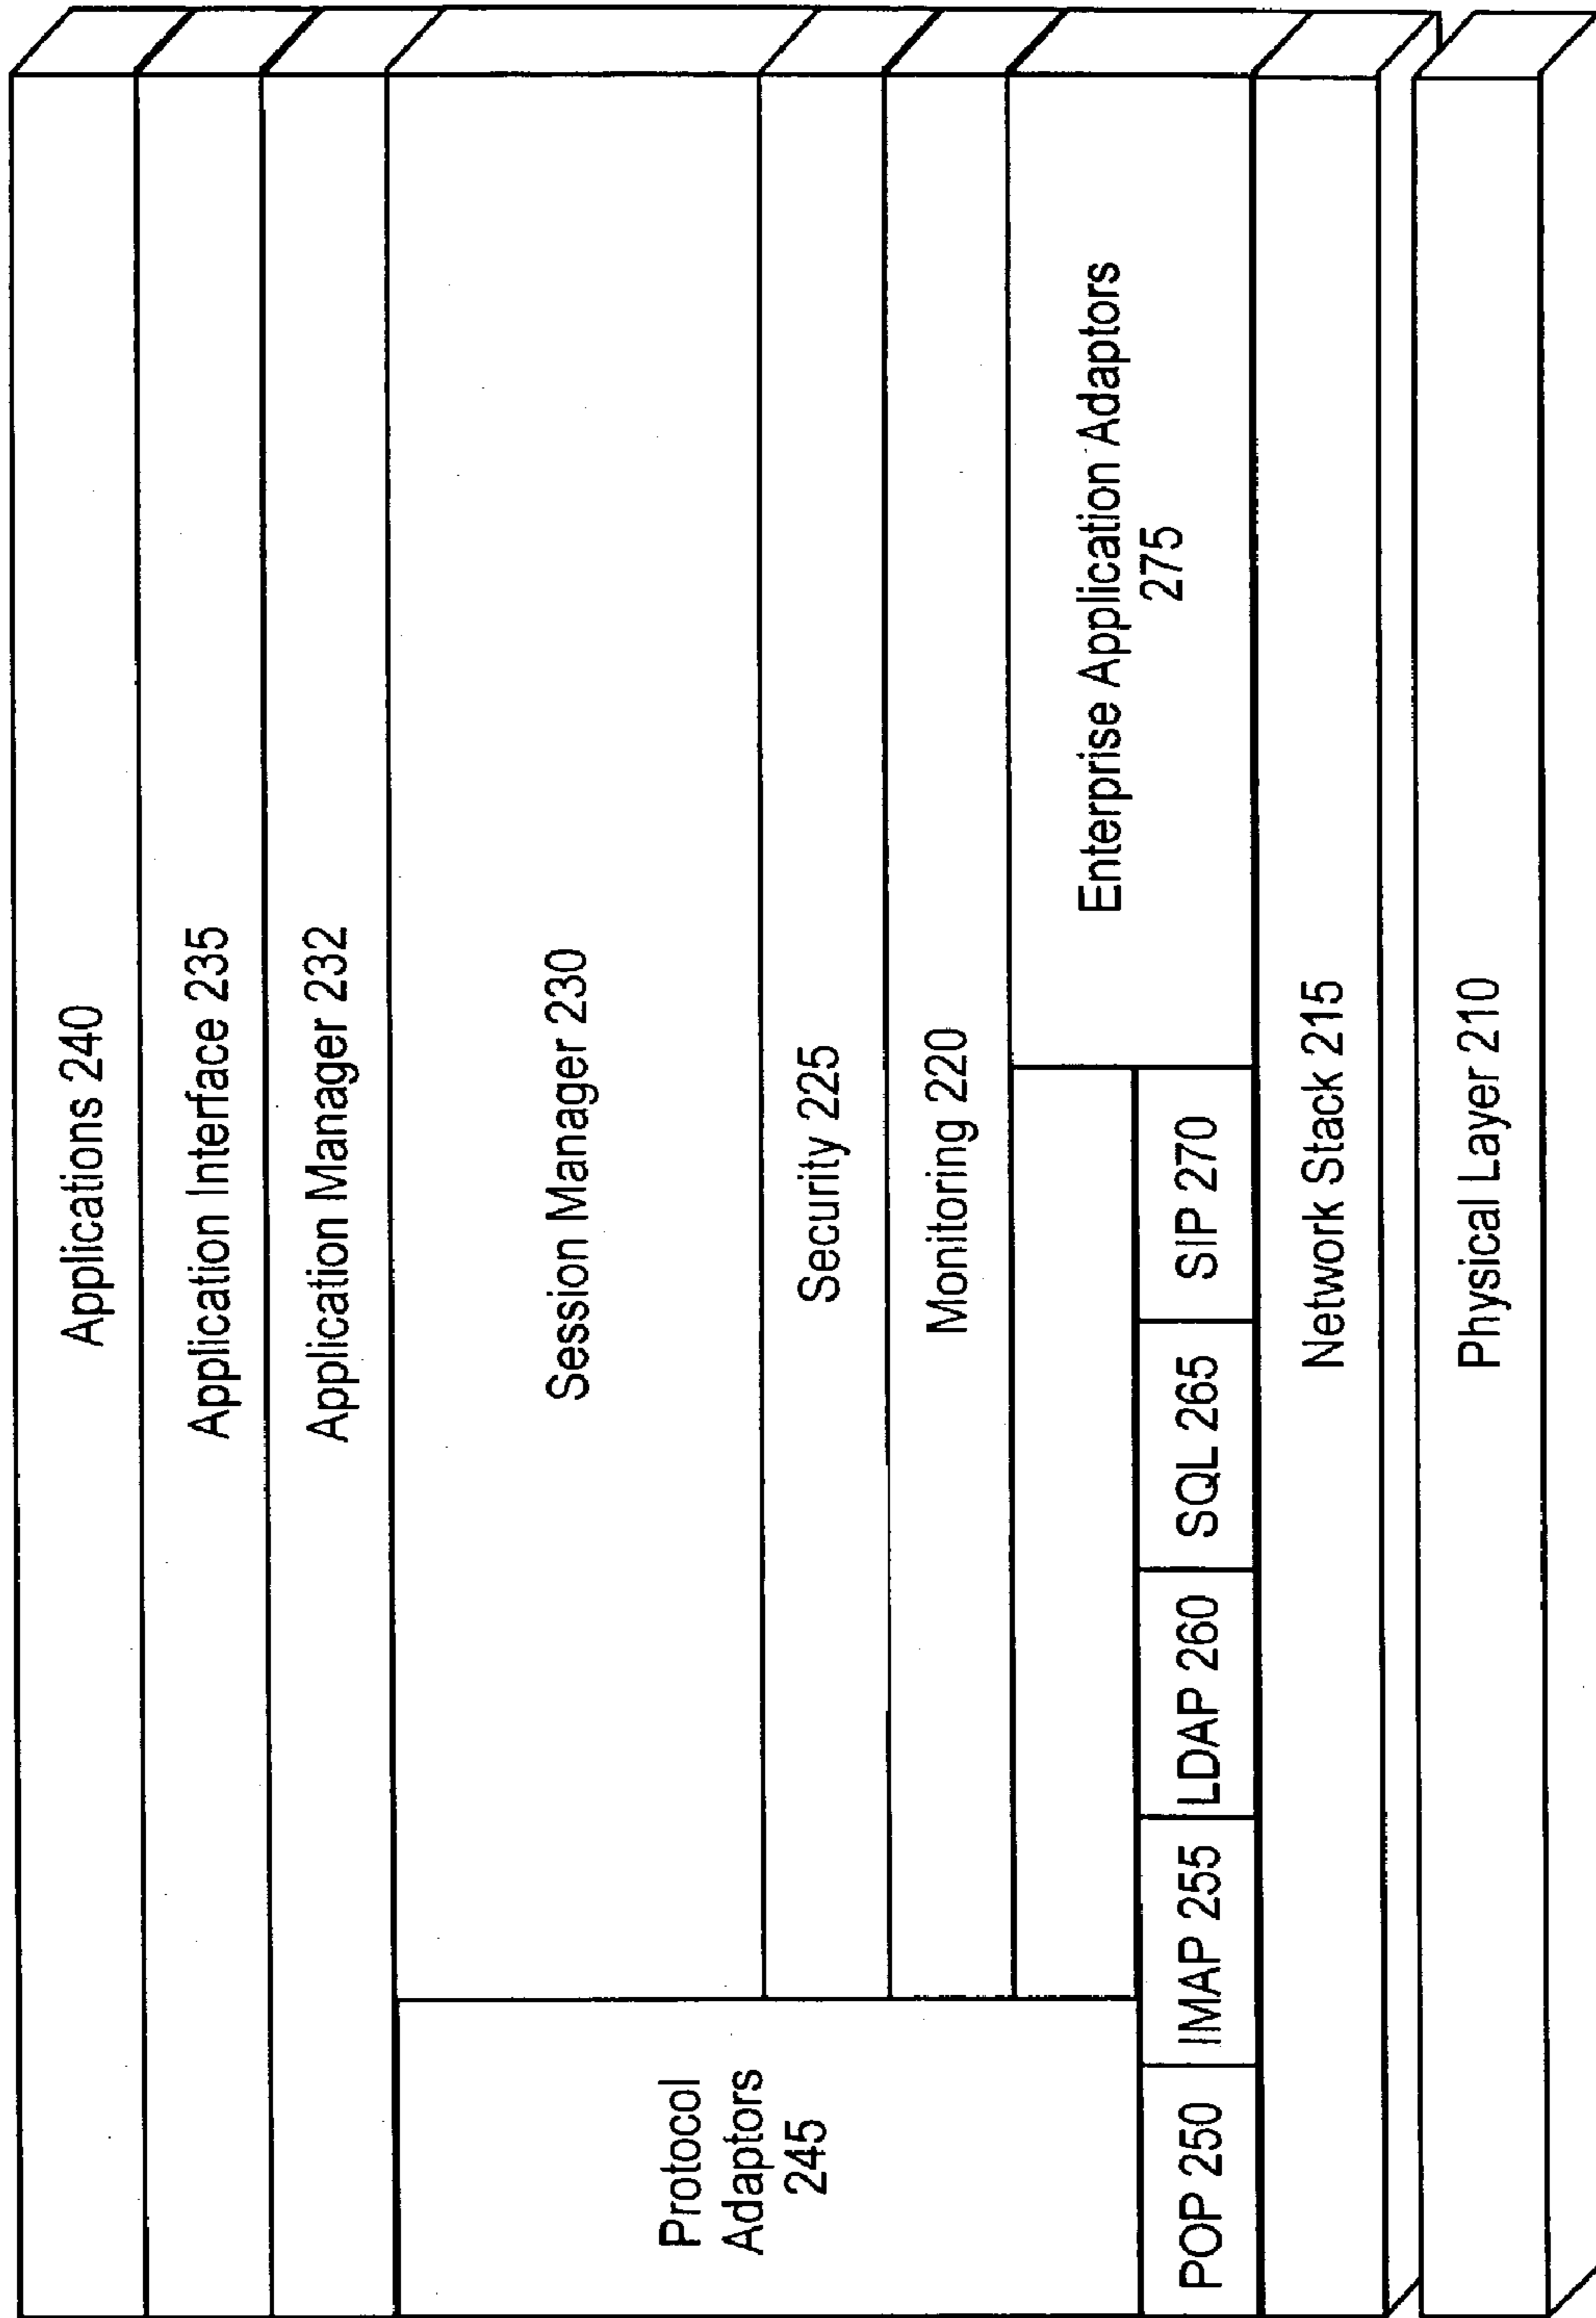 Applications 240
Application Interface 235
Application Manager 232
Session Manager 230
Protocol
Adaptors
245
Security 225
Monitoring 220
Enterprise Application Adaptors
275
POP 250
IMAP 255
LDAP 260
SQL 265
SIP 270
Network Stack 215
Physical Layer 210